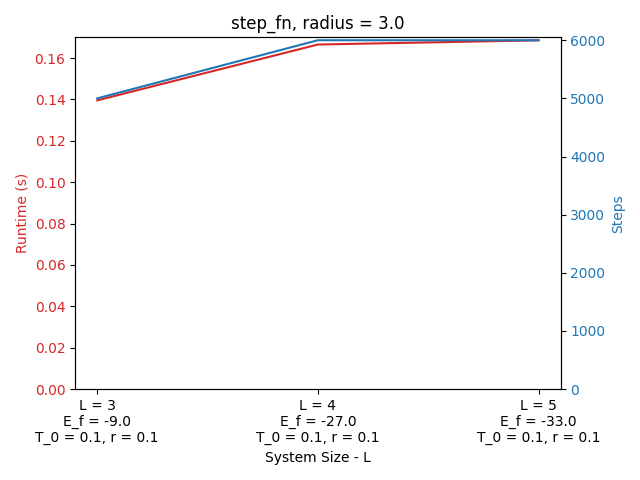 step_fn, radius = 3.0
0.16
0.14
0.12
0.10
0.08
0.06
0.04
0.02
0.00
Runtime (s)
6000
5000
4000
3000
2000
1000
0
Steps
L = 3
E_f = -9.0
T_0 = 0.1, r = 0.1
L = 4
E_f = -27.0
T_0 = 0.1, r = 0.1
L = 5
E_f = -33.0
T_0 = 0.1, r = 0.1
System Size - L